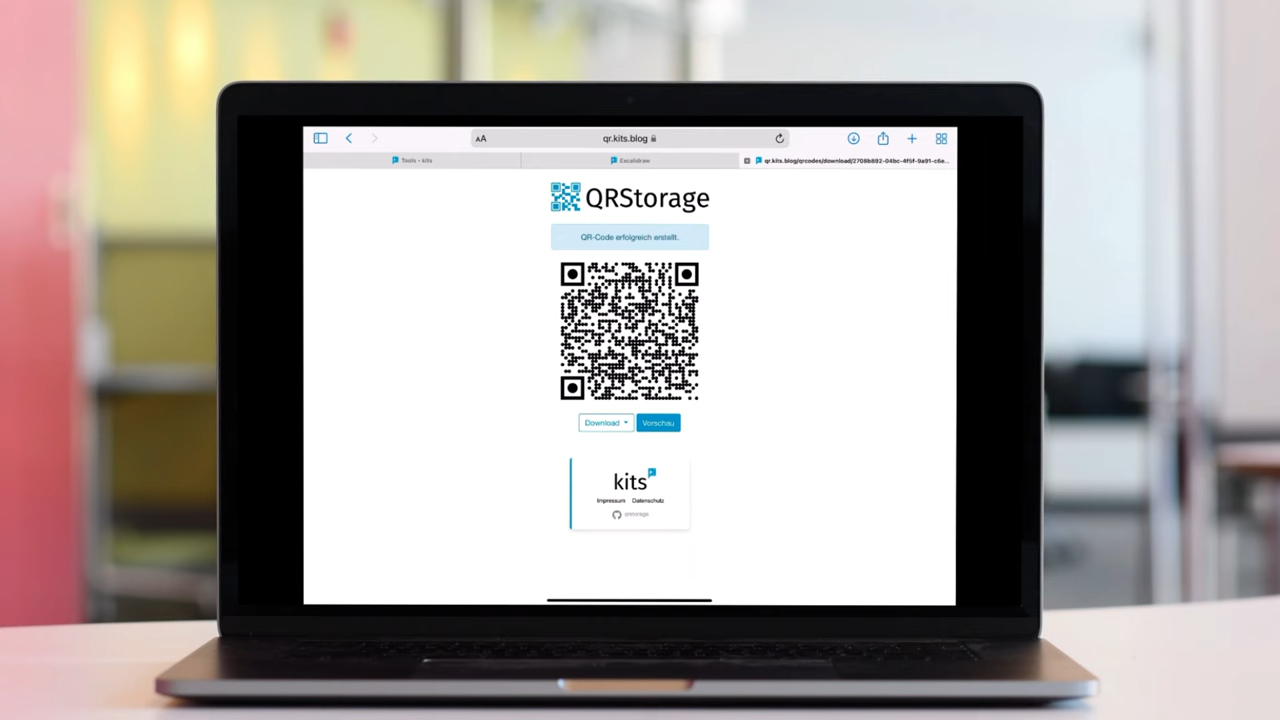 AA qr.kits.blog
Tools - kits
Excalidraw
qr.kits.blog/qrcodes/download/2708b892-04bc-4f5f-9a91-c6e...
QRStorage
QR-Code erfolgreich erstellt.
Download Vorschau
kits
Impressum Datenschutz
qrstorage